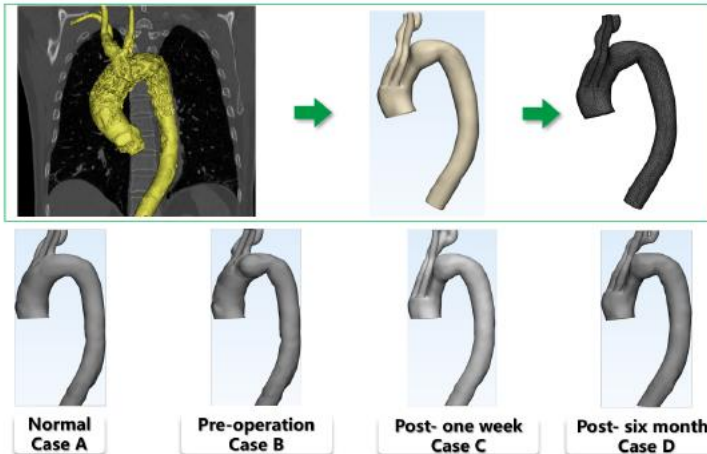 Normal
Case A
Pre-operation
Case B
Post- one week
Case C
Post- six month
Case D